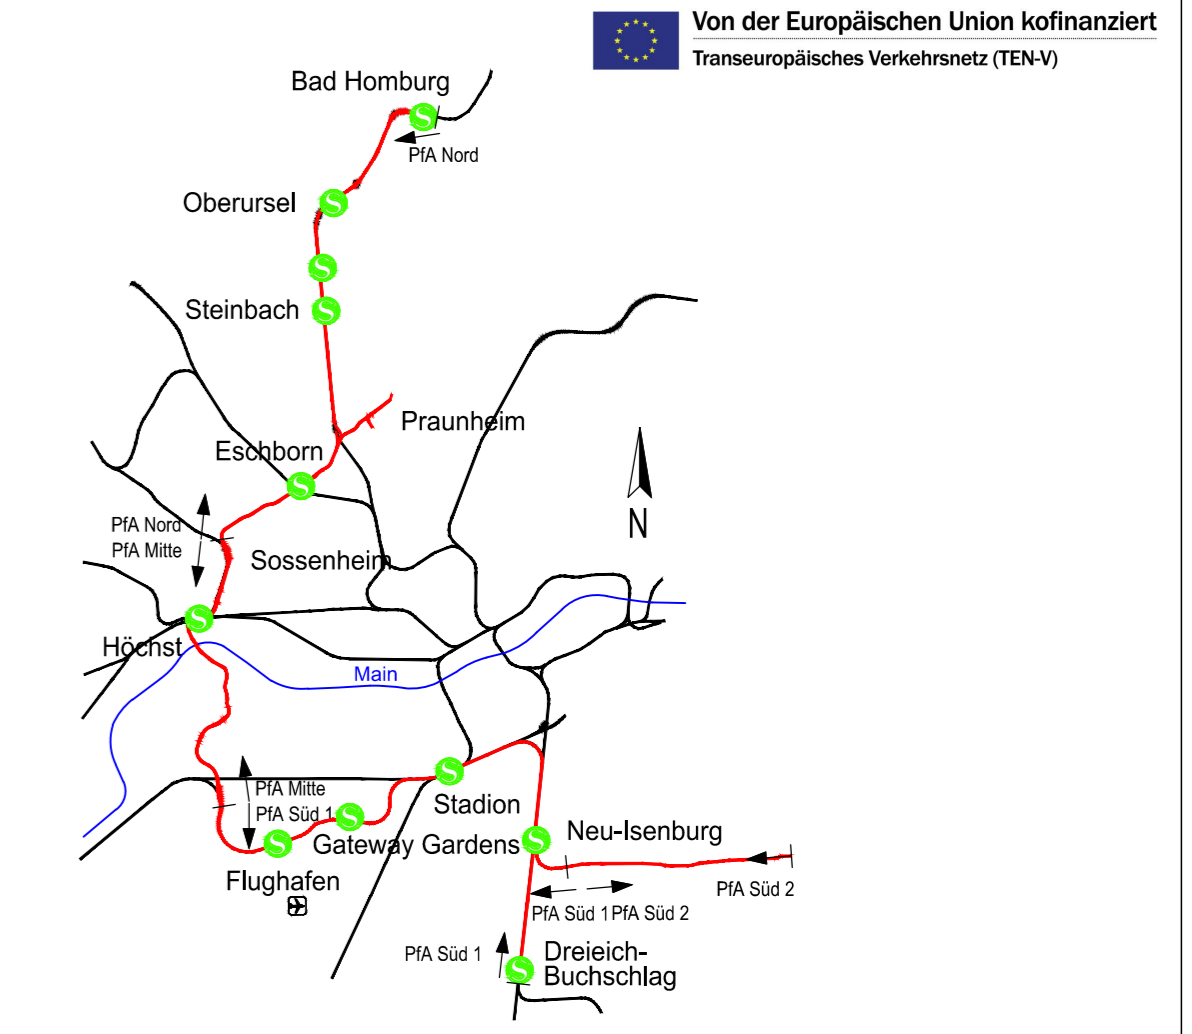 Von der Europäischen Union kofinanziert
Transeuropäisches Verkehrsnetz (TEN-V)
Bad Homburg
PfA Nord
Oberursel
Steinbach
Praunheim
Eschborn
N
PfA Nord
PfA Mitte
Sossenheim
Höchst
Main
PfA Mitte
PfA Süd 1
Stadion
Gateway Gardens
Neu-Isenburg
Flughafen
PfA Süd 2
PfA Süd 1 PfA Süd 2
PfA Süd 1
Dreieich-
Buchschlag